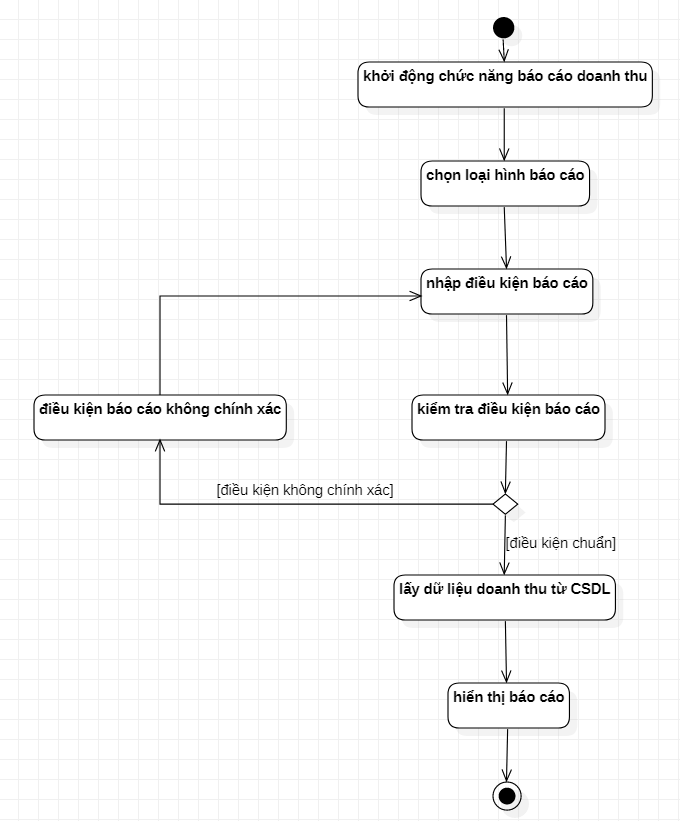 khởi động chức năng báo cáo doanh thu
chọn loại hình báo cáo
nhập điều kiện báo cáo
điều kiện báo cáo không chính xác
kiểm tra điều kiện báo cáo
[điều kiện không chính xác]
[điều kiện chuẩn]
lấy dữ liệu doanh thu từ CSDL
hiển thị báo cáo